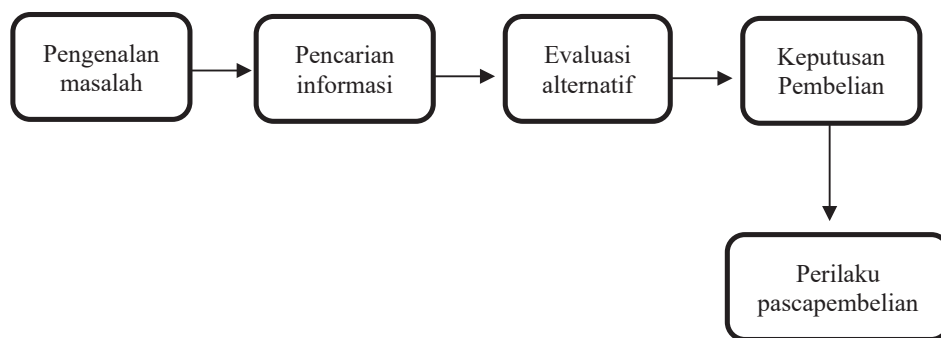 Pengenalan
masalah
Pencarian
informasi
Evaluasi
alternatif
Keputusan
Pembelian
Perilaku
pascapembelian